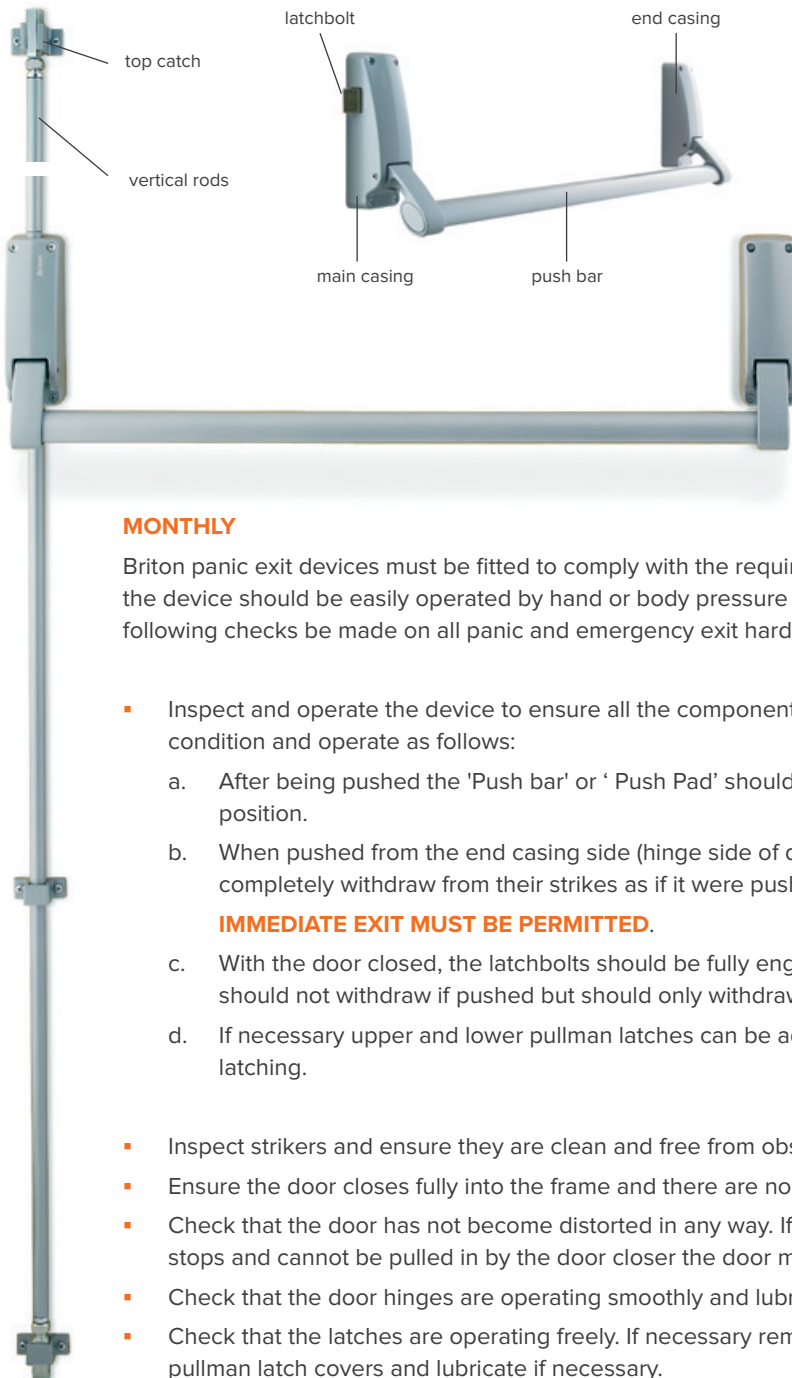 latchbolt
end casing
top catch
vertical rods
main casing
push bar
MONTHLY
Briton panic exit devices must be fitted to comply with the
the device should be easily operated by hand or body pressure
following checks be made on all panic and emergency exit
▪ Inspect and operate the device to ensure all the
condition and operate as follows:
a. After being pushed the 'Push bar' or ‘ Push Pad’ should
position.
b. When pushed from the end casing side (hinge side of
completely withdraw from their strikes as if it were
IMMEDIATE EXIT MUST BE PERMITTED.
c. With the door closed, the latchbolts should be fully
should not withdraw if pushed but should only
d. If necessary upper and lower pullman latches can be
latching.
▪ Inspect strikers and ensure they are clean and free from
▪ Ensure the door closes fully into the frame and there are no
▪ Check that the door has not become distorted in any way. If
stops and cannot be pulled in by the door closer the door
▪ Check that the door hinges are operating smoothly and
▪ Check that the latches are operating freely. If necessary
pullman latch covers and lubricate if necessary.